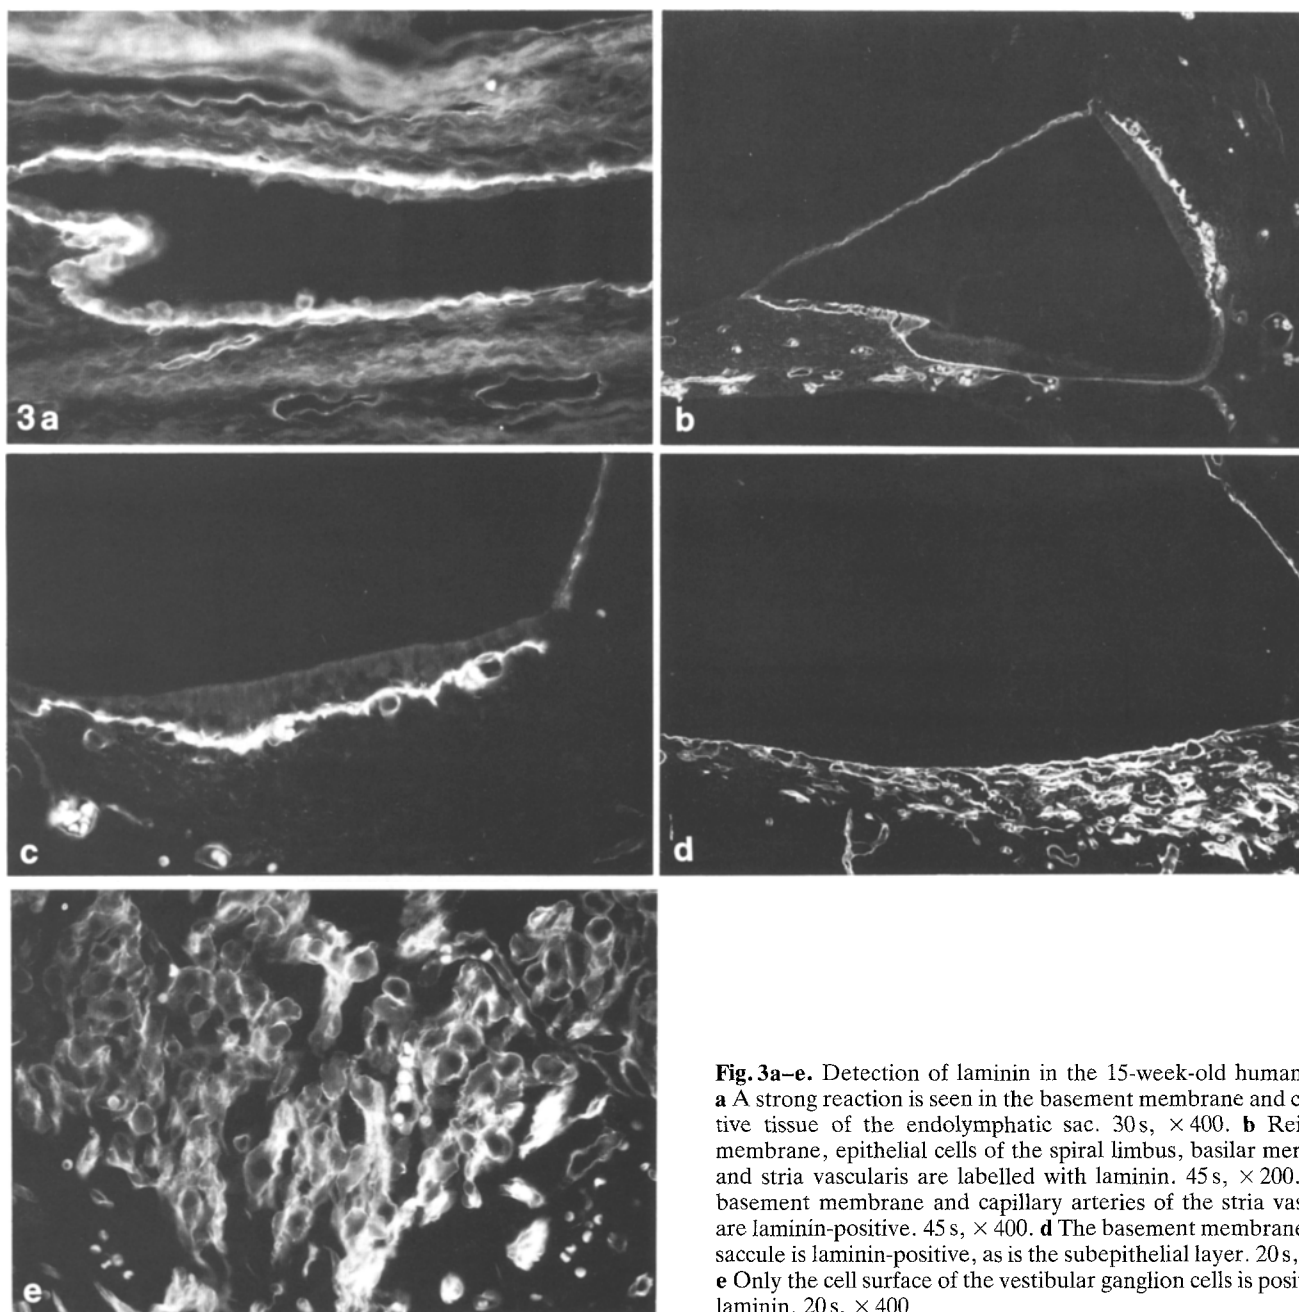 3a
b
c
d
e
Fig. 3a–e. Detection of laminin in the 15-week-old human
a A strong reaction is seen in the basement membrane and c
tive tissue of the endolymphatic sac. 30 s, × 400. b Rei
membrane, epithelial cells of the spiral limbus, basilar mer
and stria vascularis are labelled with laminin. 45 s, × 200.
basement membrane and capillary arteries of the stria vas
are laminin-positive. 45 s, × 400. d The basement membrane
saccule is laminin-positive, as is the subepithelial layer. 20 s,
e Only the cell surface of the vestibular ganglion cells is posit
laminin. 20 s, × 400